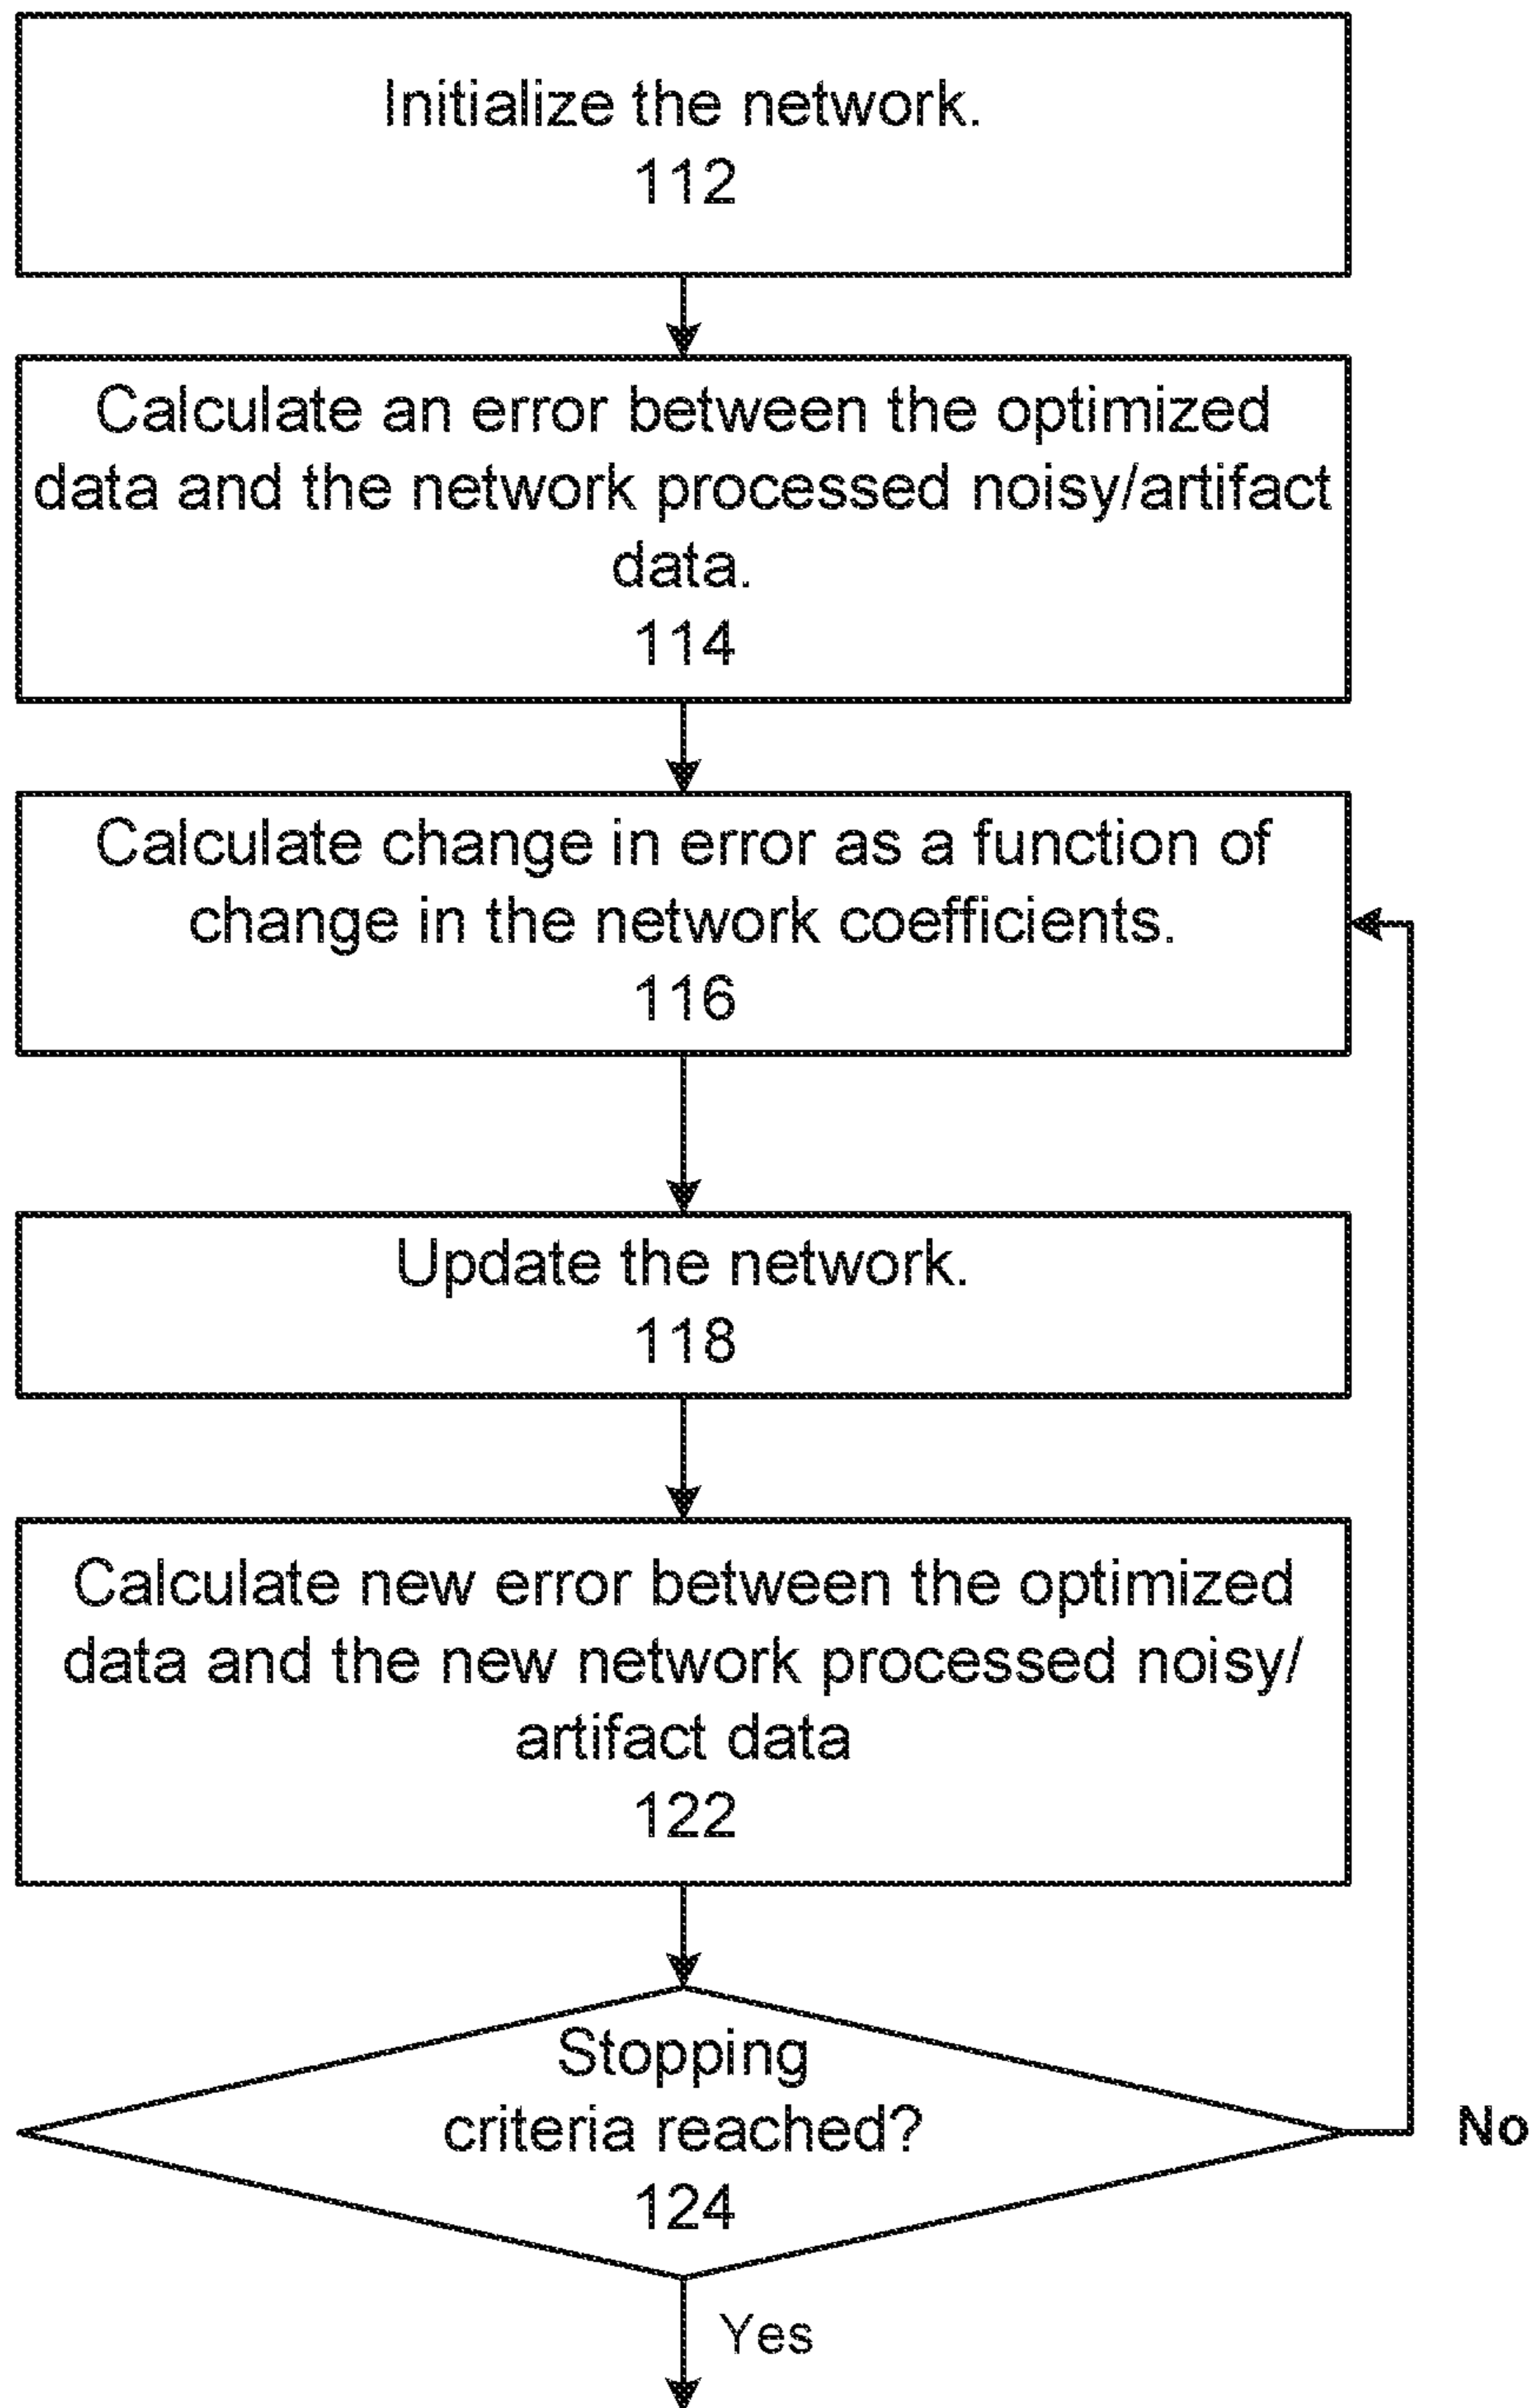 Initialize the network.
112
Calculate an error between the optimized
data and the network processed noisy/artifact
data.
114
Calculate change in error as a function of
change in the network coefficients.
116
Update the network.
118
Calculate new error between the optimized
data and the new network processed noisy/
artifact data
122
Stopping
criteria reached?
124
No
Yes